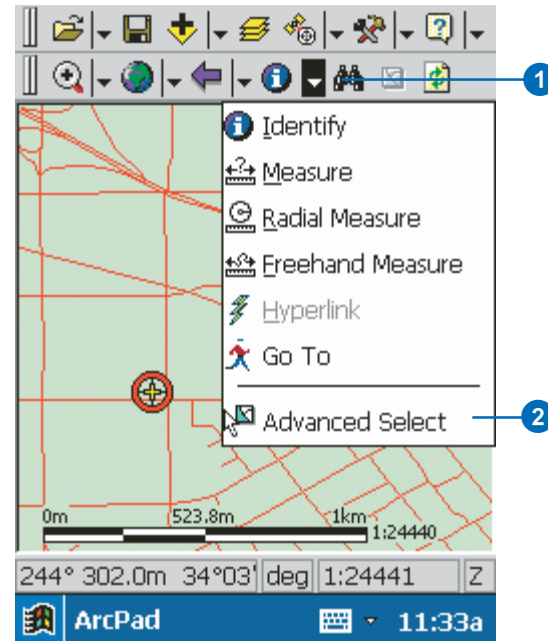 1
Identify
Measure
Radial Measure
Freehand Measure
Hyperlink
Go To
Advanced Select
2
0m 523.8m 1km
1:24440
244° 302.0m 34°03' deg 1:24441 Z
ArcPad 11:33a